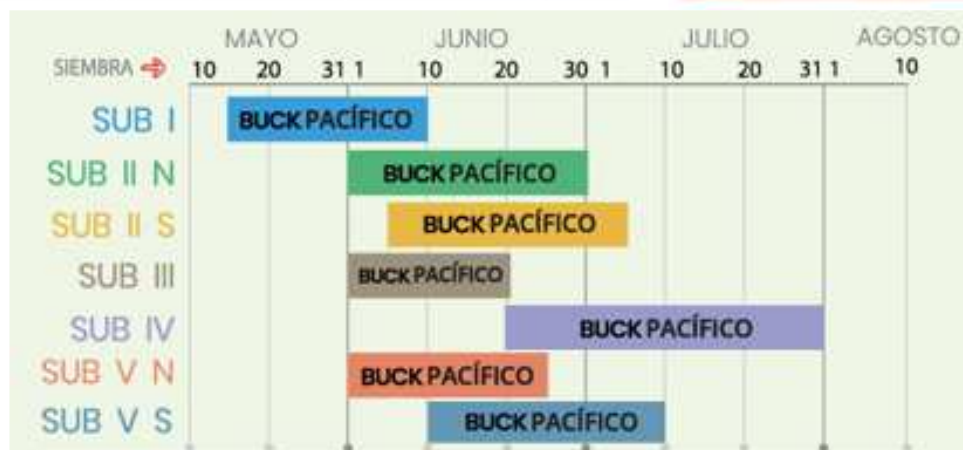 MAYO JUNIO JULIO AGOSTO
SIEMBRA 10 20 31 1 10 20 30 1 10 20 31 1 10
SUB I BUCK PACÍFICO
SUB II N BUCK PACÍFICO
SUB II S BUCK PACÍFICO
SUB III BUCK PACÍFICO
SUB IV BUCK PACÍFICO
SUB V N BUCK PACÍFICO
SUB V S BUCK PACÍFICO